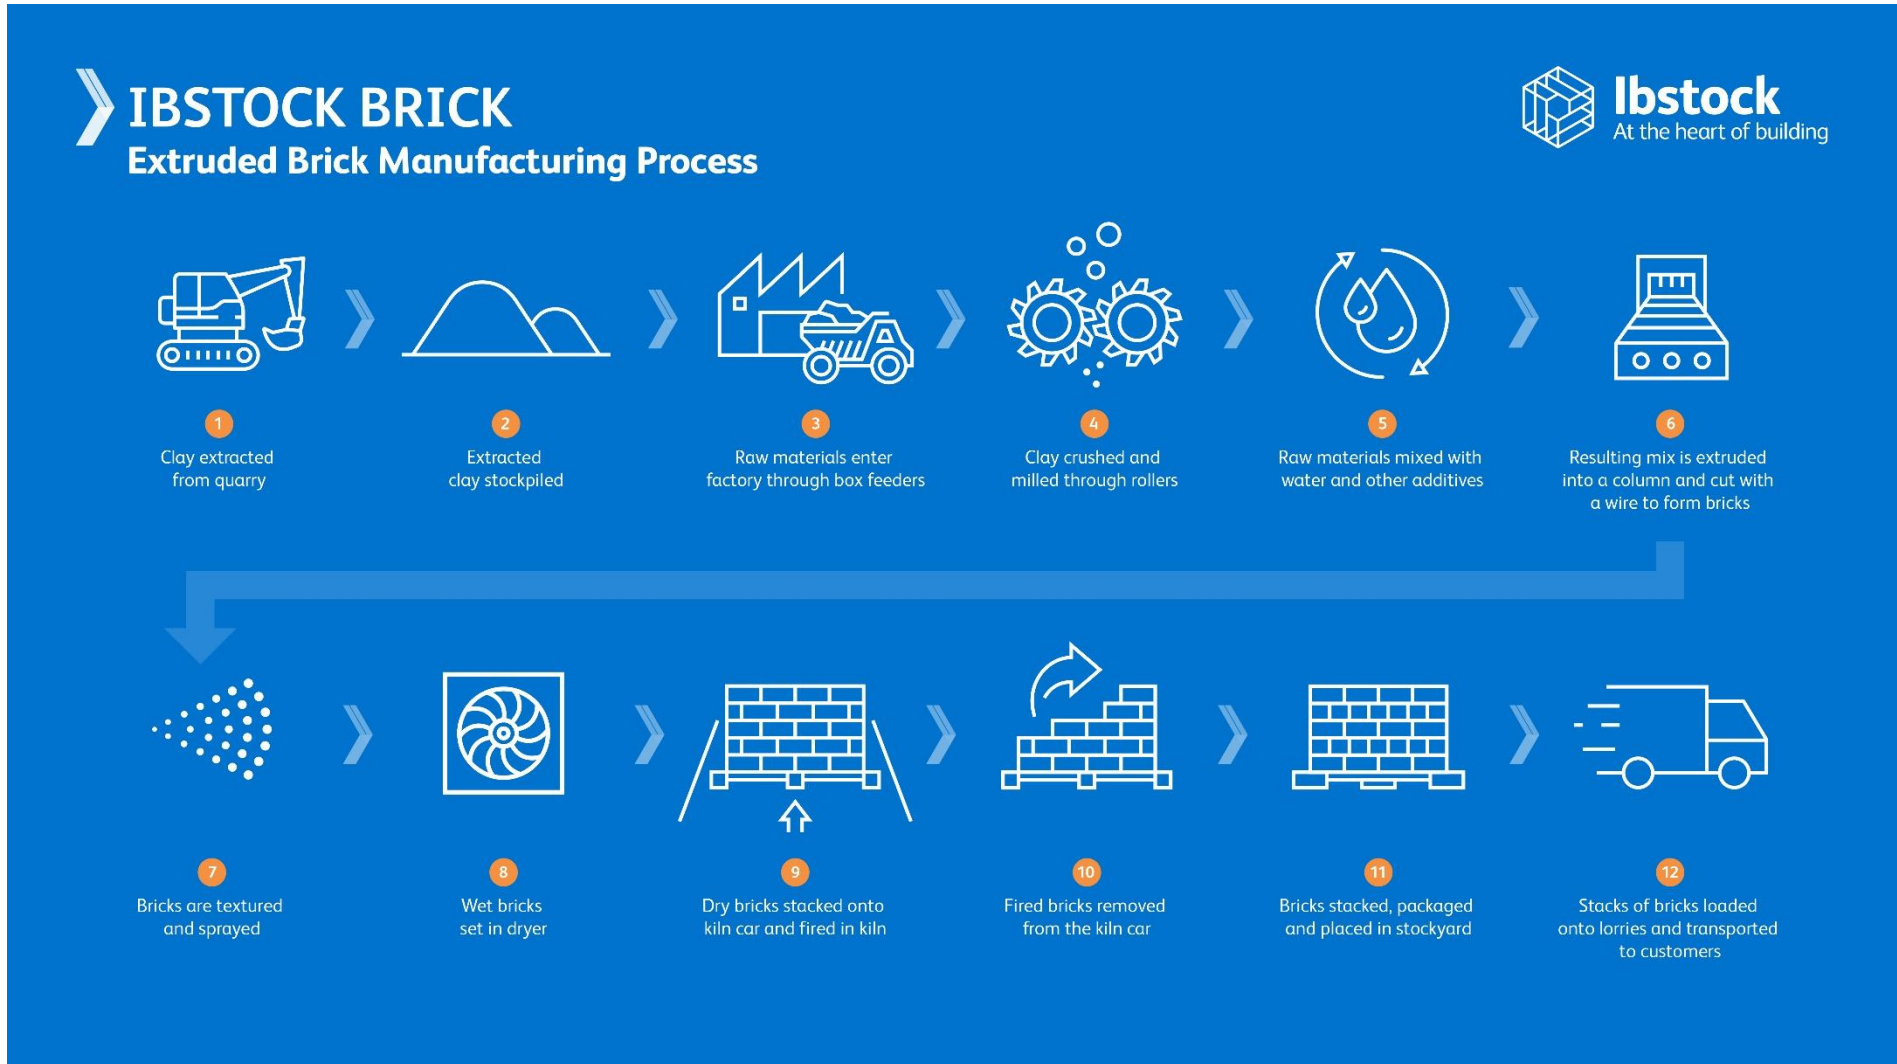 IBSTOCK BRICK
Extruded Brick Manufacturing Process
Ibstock
At the heart of building
1
Clay extracted
from quarry
2
Extracted
clay stockpiled
3
Raw materials enter
factory through box feeders
4
Clay crushed and
milled through rollers
5
Raw materials mixed with
water and other additives
6
Resulting mix is extruded
into a column and cut with
a wire to form bricks
7
Bricks are textured
and sprayed
8
Wet bricks
set in dryer
9
Dry bricks stacked onto
kiln car and fired in kiln
10
Fired bricks removed
from the kiln car
11
Bricks stacked, packaged
and placed in stockyard
12
Stacks of bricks loaded
onto lorries and transported
to customers